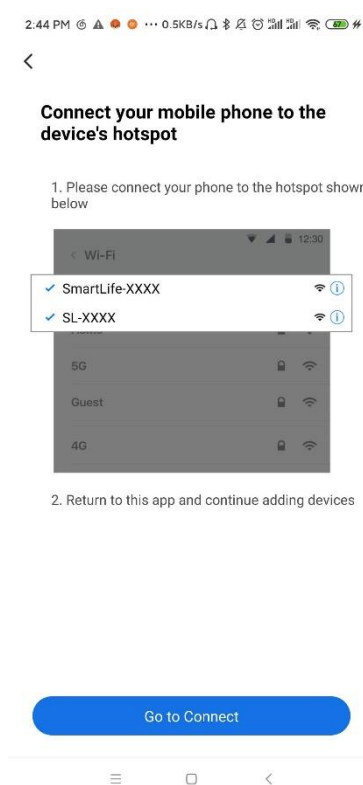 2:44 PM ... 0.5KB/s 67
Connect your mobile phone to the
device's hotspot
1. Please connect your phone to the hotspot shown
below
12:30
Wi-Fi
SmartLife-XXXX
SL-XXXX
5G
Guest
4G
2. Return to this app and continue adding devices
Go to Connect